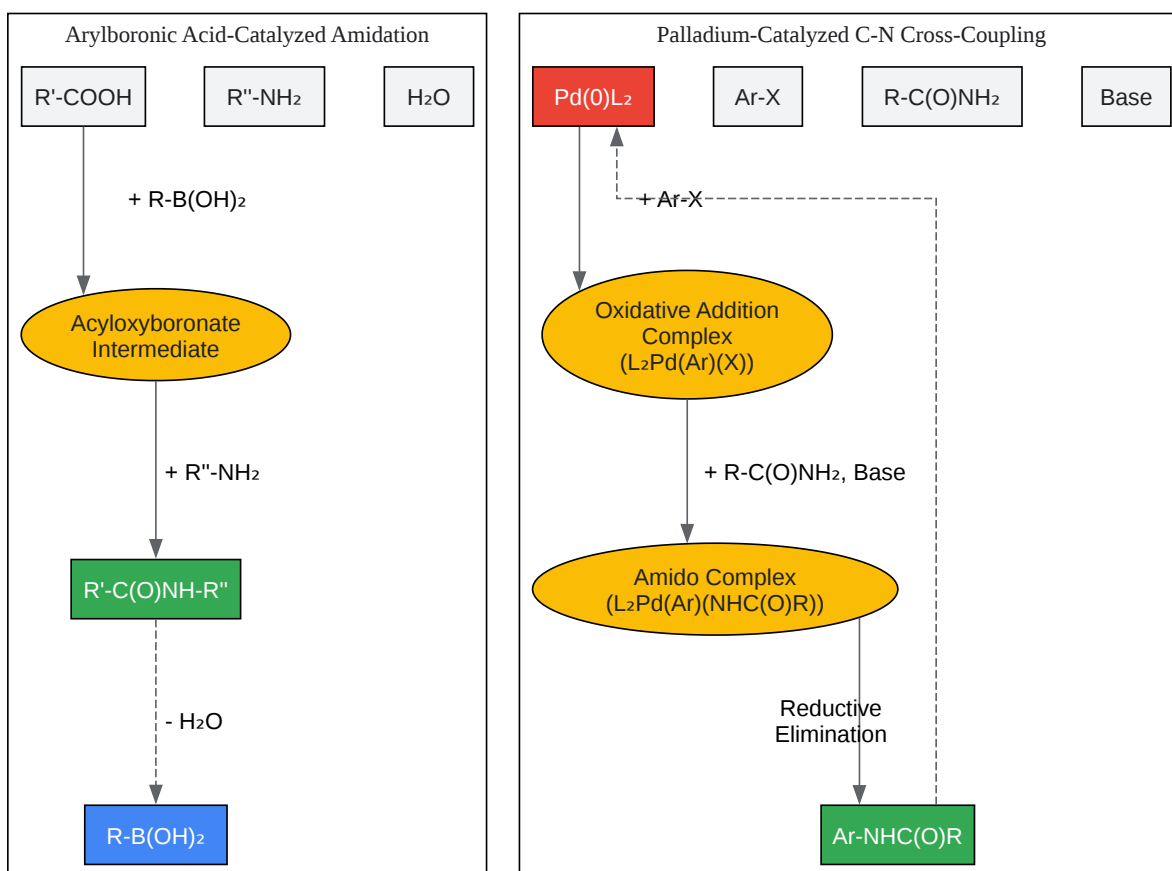 Arylboronic Acid-Catalyzed Amidation
R'-COOH
R''-NH₂
H₂O
+ R-B(OH)₂
Acyloxyboronate
Intermediate
+ R''-NH₂
R'-C(O)NH-R''
- H₂O
R-B(OH)₂
Palladium-Catalyzed C-N Cross-Coupling
Pd(0)L₂
Ar-X
R-C(O)NH₂
Base
+ Ar-X
Oxidative Addition
Complex
(L₂Pd(Ar)(X))
+ R-C(O)NH₂, Base
Amido Complex
(L₂Pd(Ar)(NHC(O)R))
Reductive
Elimination
Ar-NHC(O)R